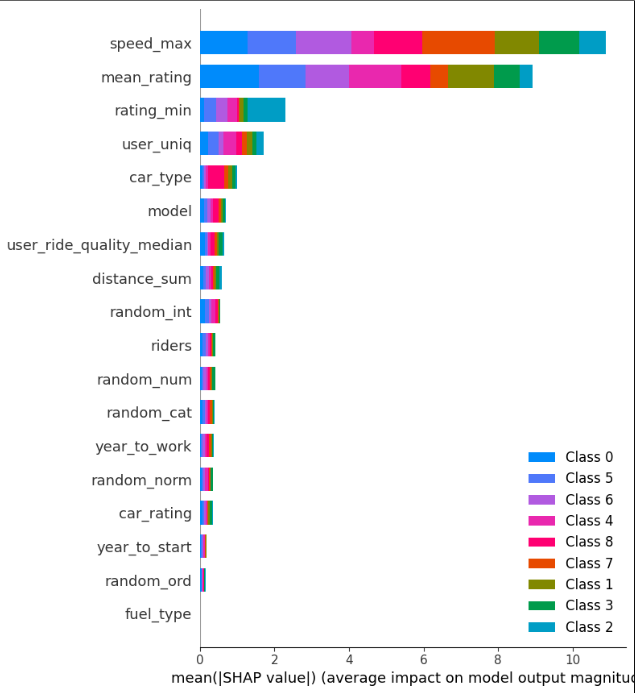 speed_max
mean_rating
rating_min
user_uniq
car_type
model
user_ride_quality_median
distance_sum
random_int
riders
random_num
random_cat
year_to_work
random_norm
car_rating
year_to_start
random_ord
fuel_type
Class 0
Class 5
Class 6
Class 4
Class 8
Class 7
Class 1
Class 3
Class 2
0 2 4 6 8 10
mean(|SHAP value|) (average impact on model output magnitud